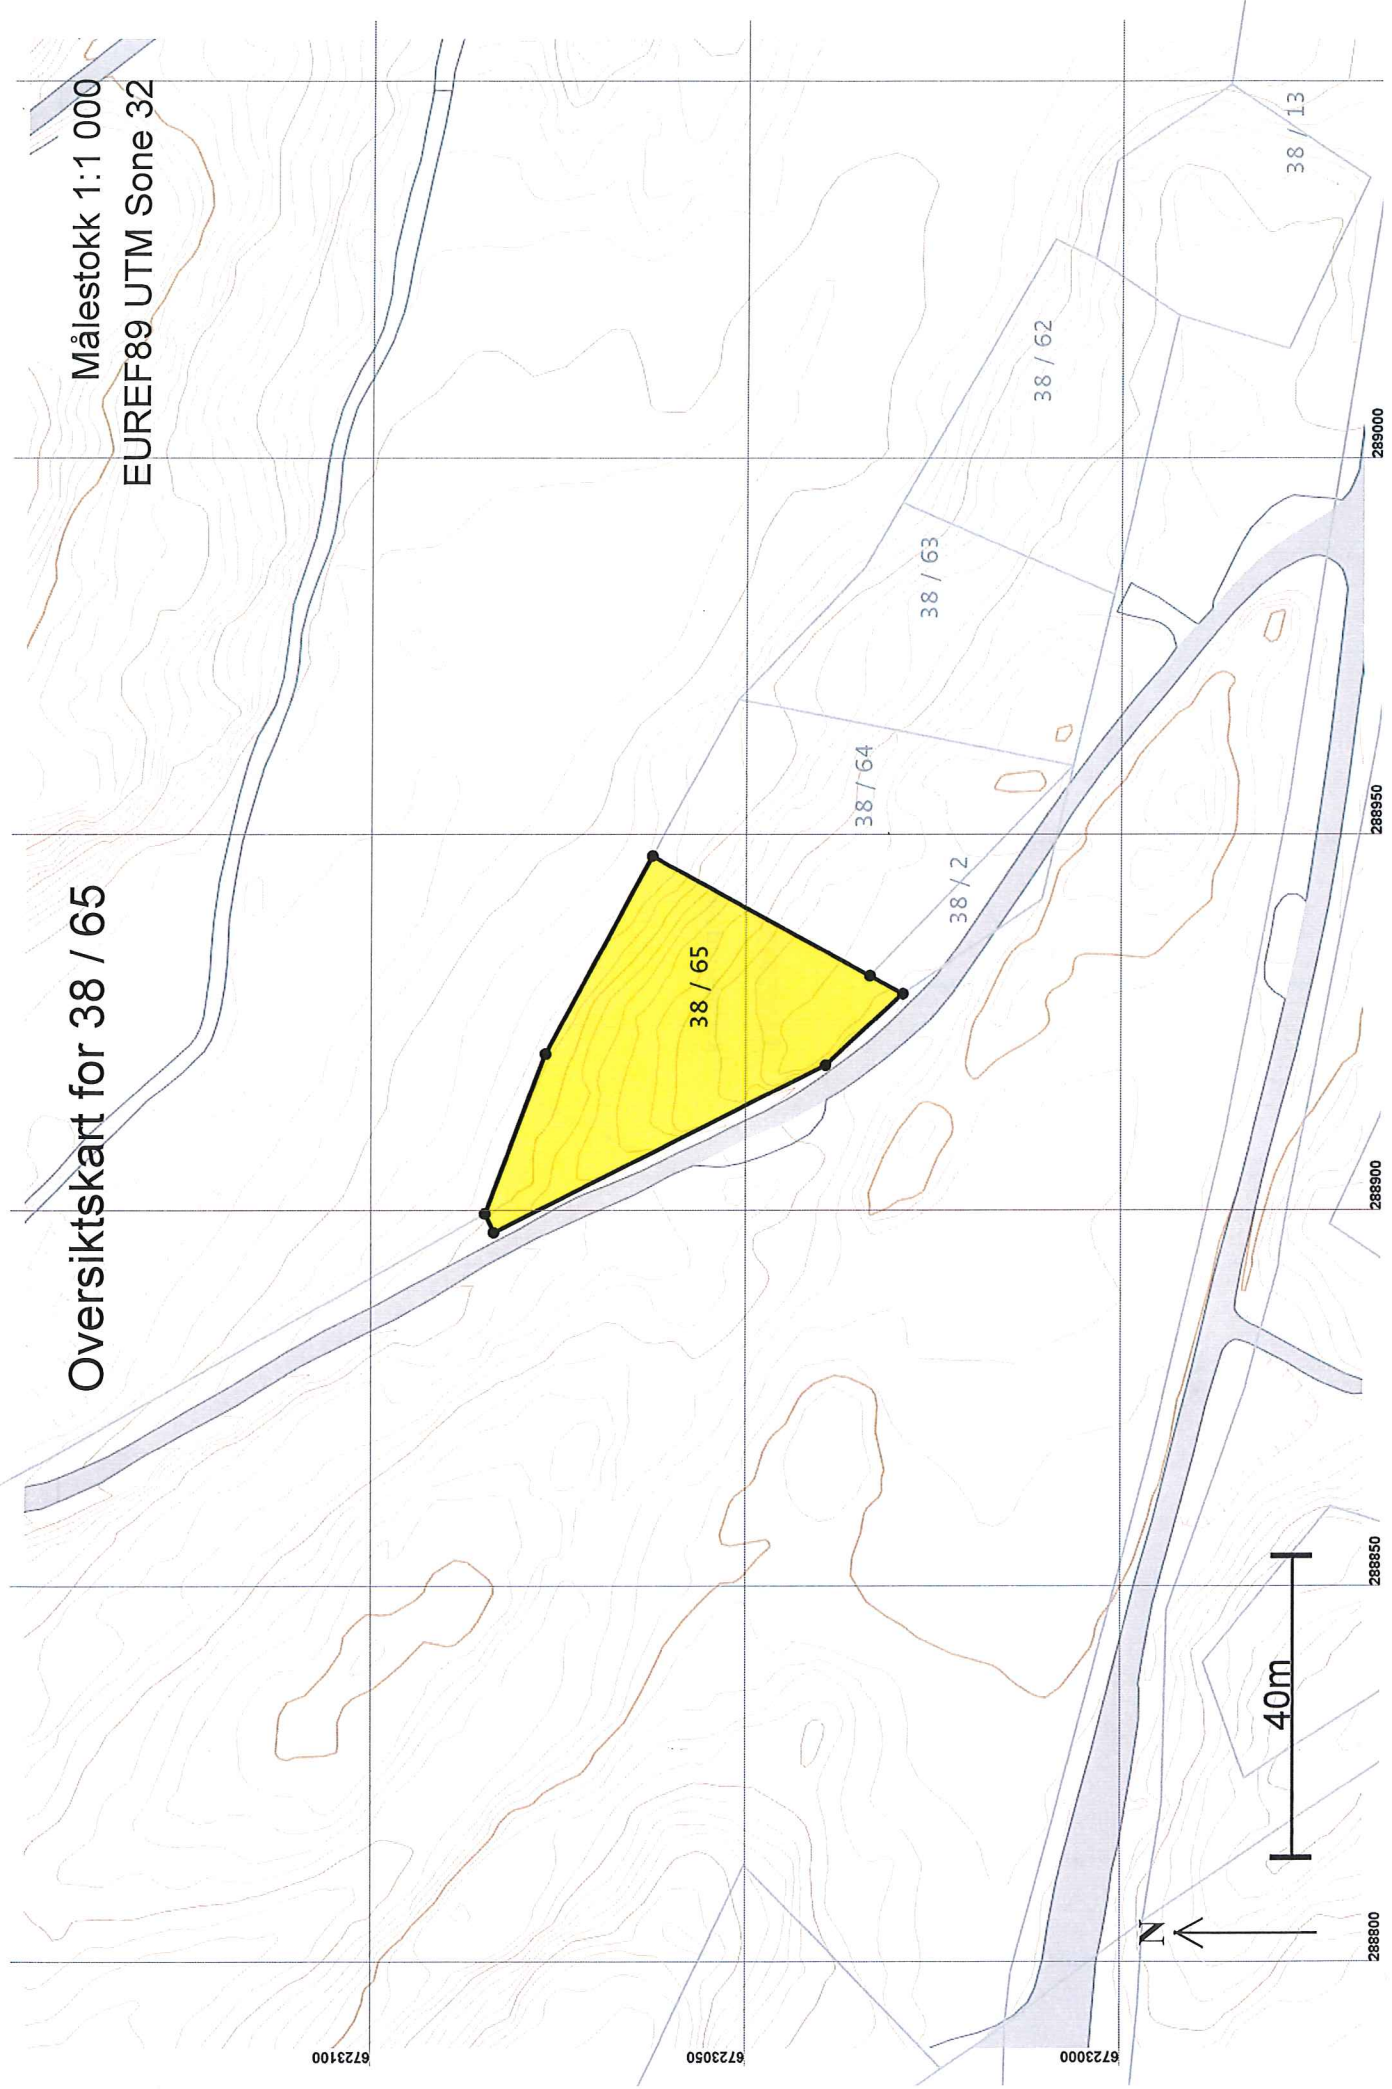 Oversiktskart for 38 / 65
Målestokk 1:1 000
EUREF89 UTM Sone 32
38 / 13
38 / 62
38 / 63
38 / 64
38 / 2
38 / 65
6723100
6723050
6723000
288800
288850
288900
288950
289000
N
40m